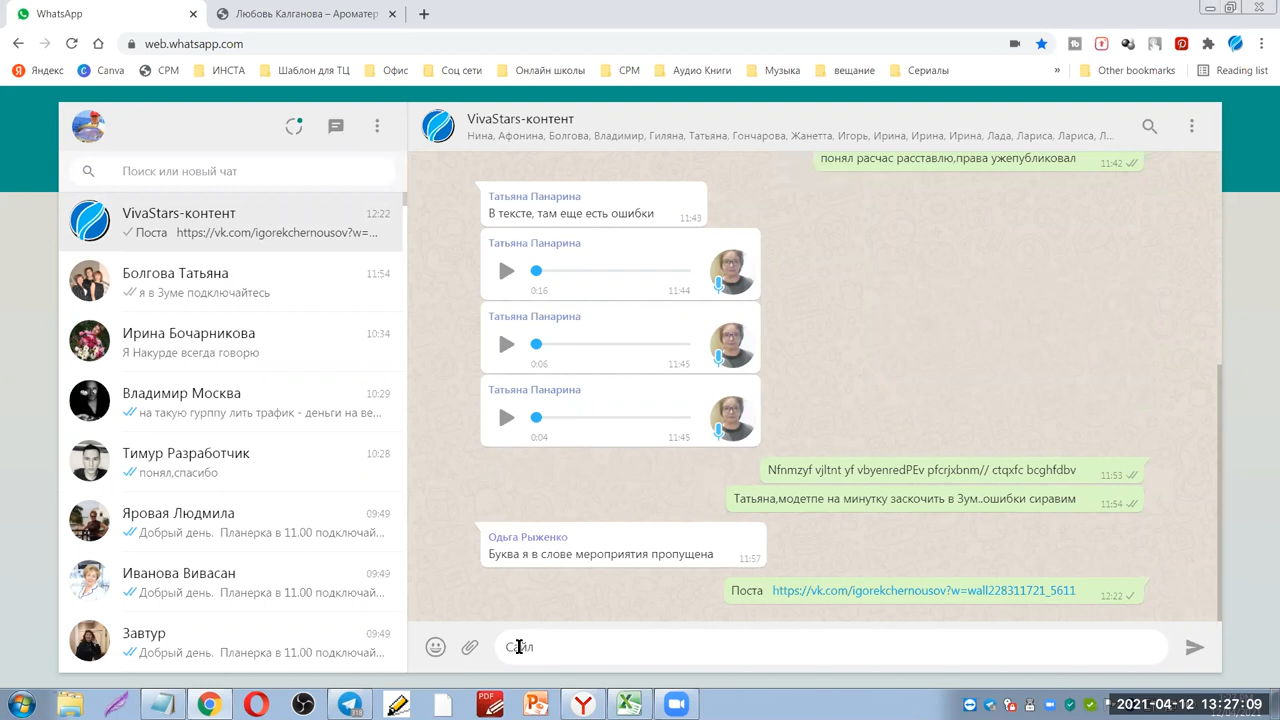 WhatsApp
Любовь Калганова – Ароматер
web.whatsapp.com
Яндекс
Canva
СРМ
ИНСТА
Шаблон для ТЦ
Офис
Соц сети
Онлайн школы
СРМ
Аудио Книги
Музыка
вещание
Сериалы
»
Other bookmarks
Reading list
Поиск или новый чат
VivaStars-контент 12:22
Поста https://vk.com/igorekchernousov?w=...
Болгова Татьяна 11:54
я в Зуме подключайтесь
Ирина Бочарникова 10:34
Я Накурде всегда говорю
Владимир Москва 10:29
на такую гурппу лить трафик - деньги на ве...
Тимур Разработчик 10:28
понял,спасибо
Яровая Людмила 09:49
Добрый день. Планерка в 11.00 подключай...
Иванова Вивасан 09:49
Добрый день. Планерка в 11.00 подключай...
Завтур 09:49
Добрый день. Планерка в 11.00 подключай...
VivaStars-контент
Нина, Афонина, Болгова, Владимир, Гиляна, Татьяна, Гончарова, Жанетта, Игорь, Ирина, Ирина, Ирина, Лада, Лариса, Лариса, Л...
понял расчас расставлю,права ужепубликовал 11:42
Татьяна Панарина
В тексте, там еще есть ошибки 11:43
Татьяна Панарина
0:16 11:44
Татьяна Панарина
0:06 11:45
Татьяна Панарина
0:04 11:45
Nfnmzyf vjltnt yf vbyenredPEv pfcrjxbnm// ctqxfc bcghfdbv 11:53
Татьяна,модетпе на минутку заскочить в Зум..ошибки сиравим 11:54
Одьга Рыженко
Буква я в слове мероприятия пропущена 11:57
Поста https://vk.com/igorekchernousov?w=wall228311721_5611 12:22
318
PDF
2021-04-12 13:27:09